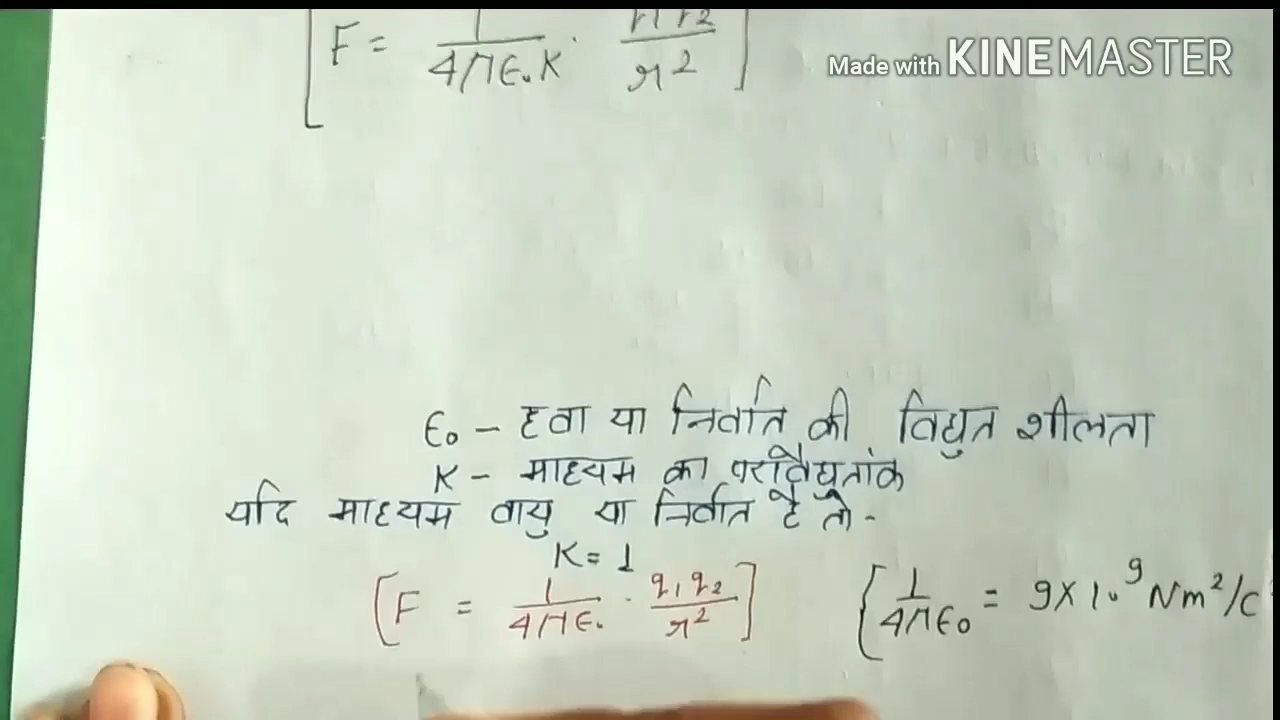 [F = 1/4πε₀K · q₁q₂/r²]
Made with KINEMASTER
ε₀ - हवा या निर्वात की विद्युत शीलता
K - माध्यम का परावैद्युतांक
यदि माध्यम वायु या निर्वात है तो -
K = 1
[F = 1/4πε₀ · q₁q₂/r²] [1/4πε₀ = 9×10⁹ Nm²/C